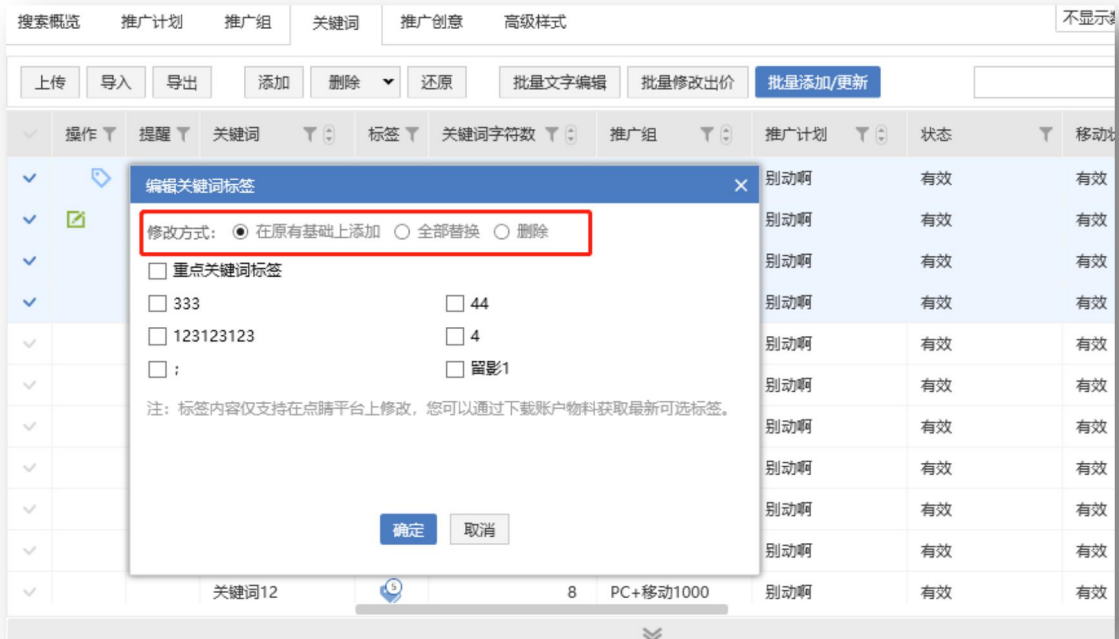 搜索概览 推广计划 推广组 关键词 推广创意 高级样式 不显示
上传 导入 导出 添加 删除 还原 批量文字编辑 批量修改出价 批量添加/更新
操作 提醒 关键词 标签 关键词字符数 推广组 推广计划 状态 移动状
编辑关键词标签
别动啊 有效 有效
修改方式: 在原有基础上添加 全部替换 删除
别动啊 有效 有效
重点关键词标签
别动啊 有效 有效
333 44
别动啊 有效 有效
123123123 4
别动啊 有效 有效
; 留影1
别动啊 有效 有效
注:标签内容仅支持在点睛平台上修改,您可以通过下载账户物料获取最新可选标签。
别动啊 有效 有效
别动啊 有效 有效
别动啊 有效 有效
确定 取消
别动啊 有效 有效
关键词12 5 8 PC+移动1000 别动啊 有效 有效